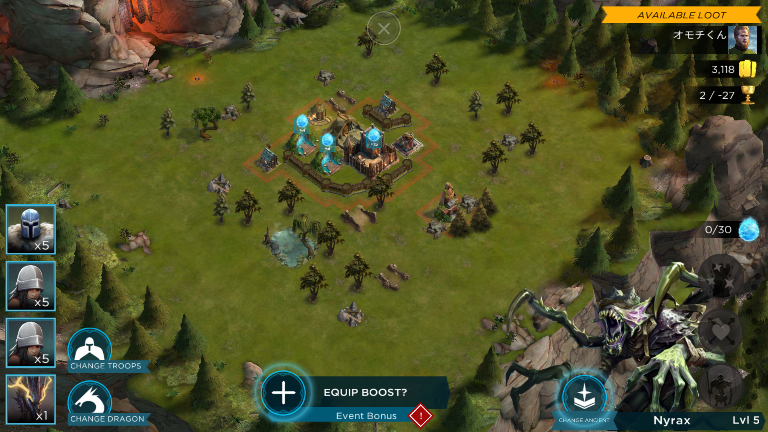 AVAILABLE LOOT
オモチくん
3,118
2 / -27
0/30
x5
x5
x5
x1
CHANGE TROOPS
CHANGE DRAGON
EQUIP BOOST?
Event Bonus !
CHANGE ANCIENT
Nyrax Lvl 5